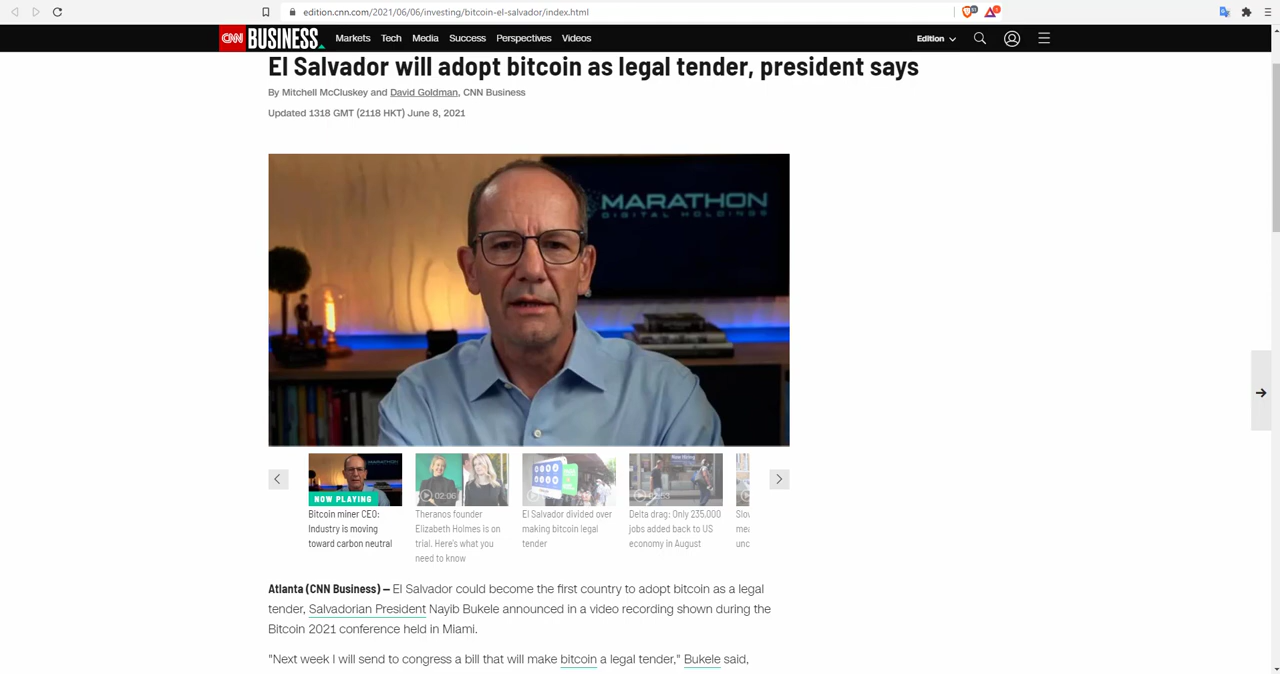 edition.cnn.com/2021/06/06/investing/bitcoin-el-salvador/index.html
CNN BUSINESS Markets Tech Media Success Perspectives Videos Edition
El Salvador will adopt bitcoin as legal tender, president says
By Mitchell McCluskey and David Goldman, CNN Business
Updated 1318 GMT (2118 HKT) June 8, 2021
MARATHON
DIGITAL HOLDINGS
NOW PLAYING
Bitcoin miner CEO:
Industry is moving
toward carbon neutral
02:06
Theranos founder
Elizabeth Holmes is on
trial. Here's what you
need to know
El Salvador divided over
making bitcoin legal
tender
Now Hiring
Delta drag: Only 235,000
jobs added back to US
economy in August
Slov
mea
unc
Atlanta (CNN Business) — El Salvador could become the first country to adopt bitcoin as a legal
tender, Salvadorian President Nayib Bukele announced in a video recording shown during the
Bitcoin 2021 conference held in Miami.
"Next week I will send to congress a bill that will make bitcoin a legal tender," Bukele said,